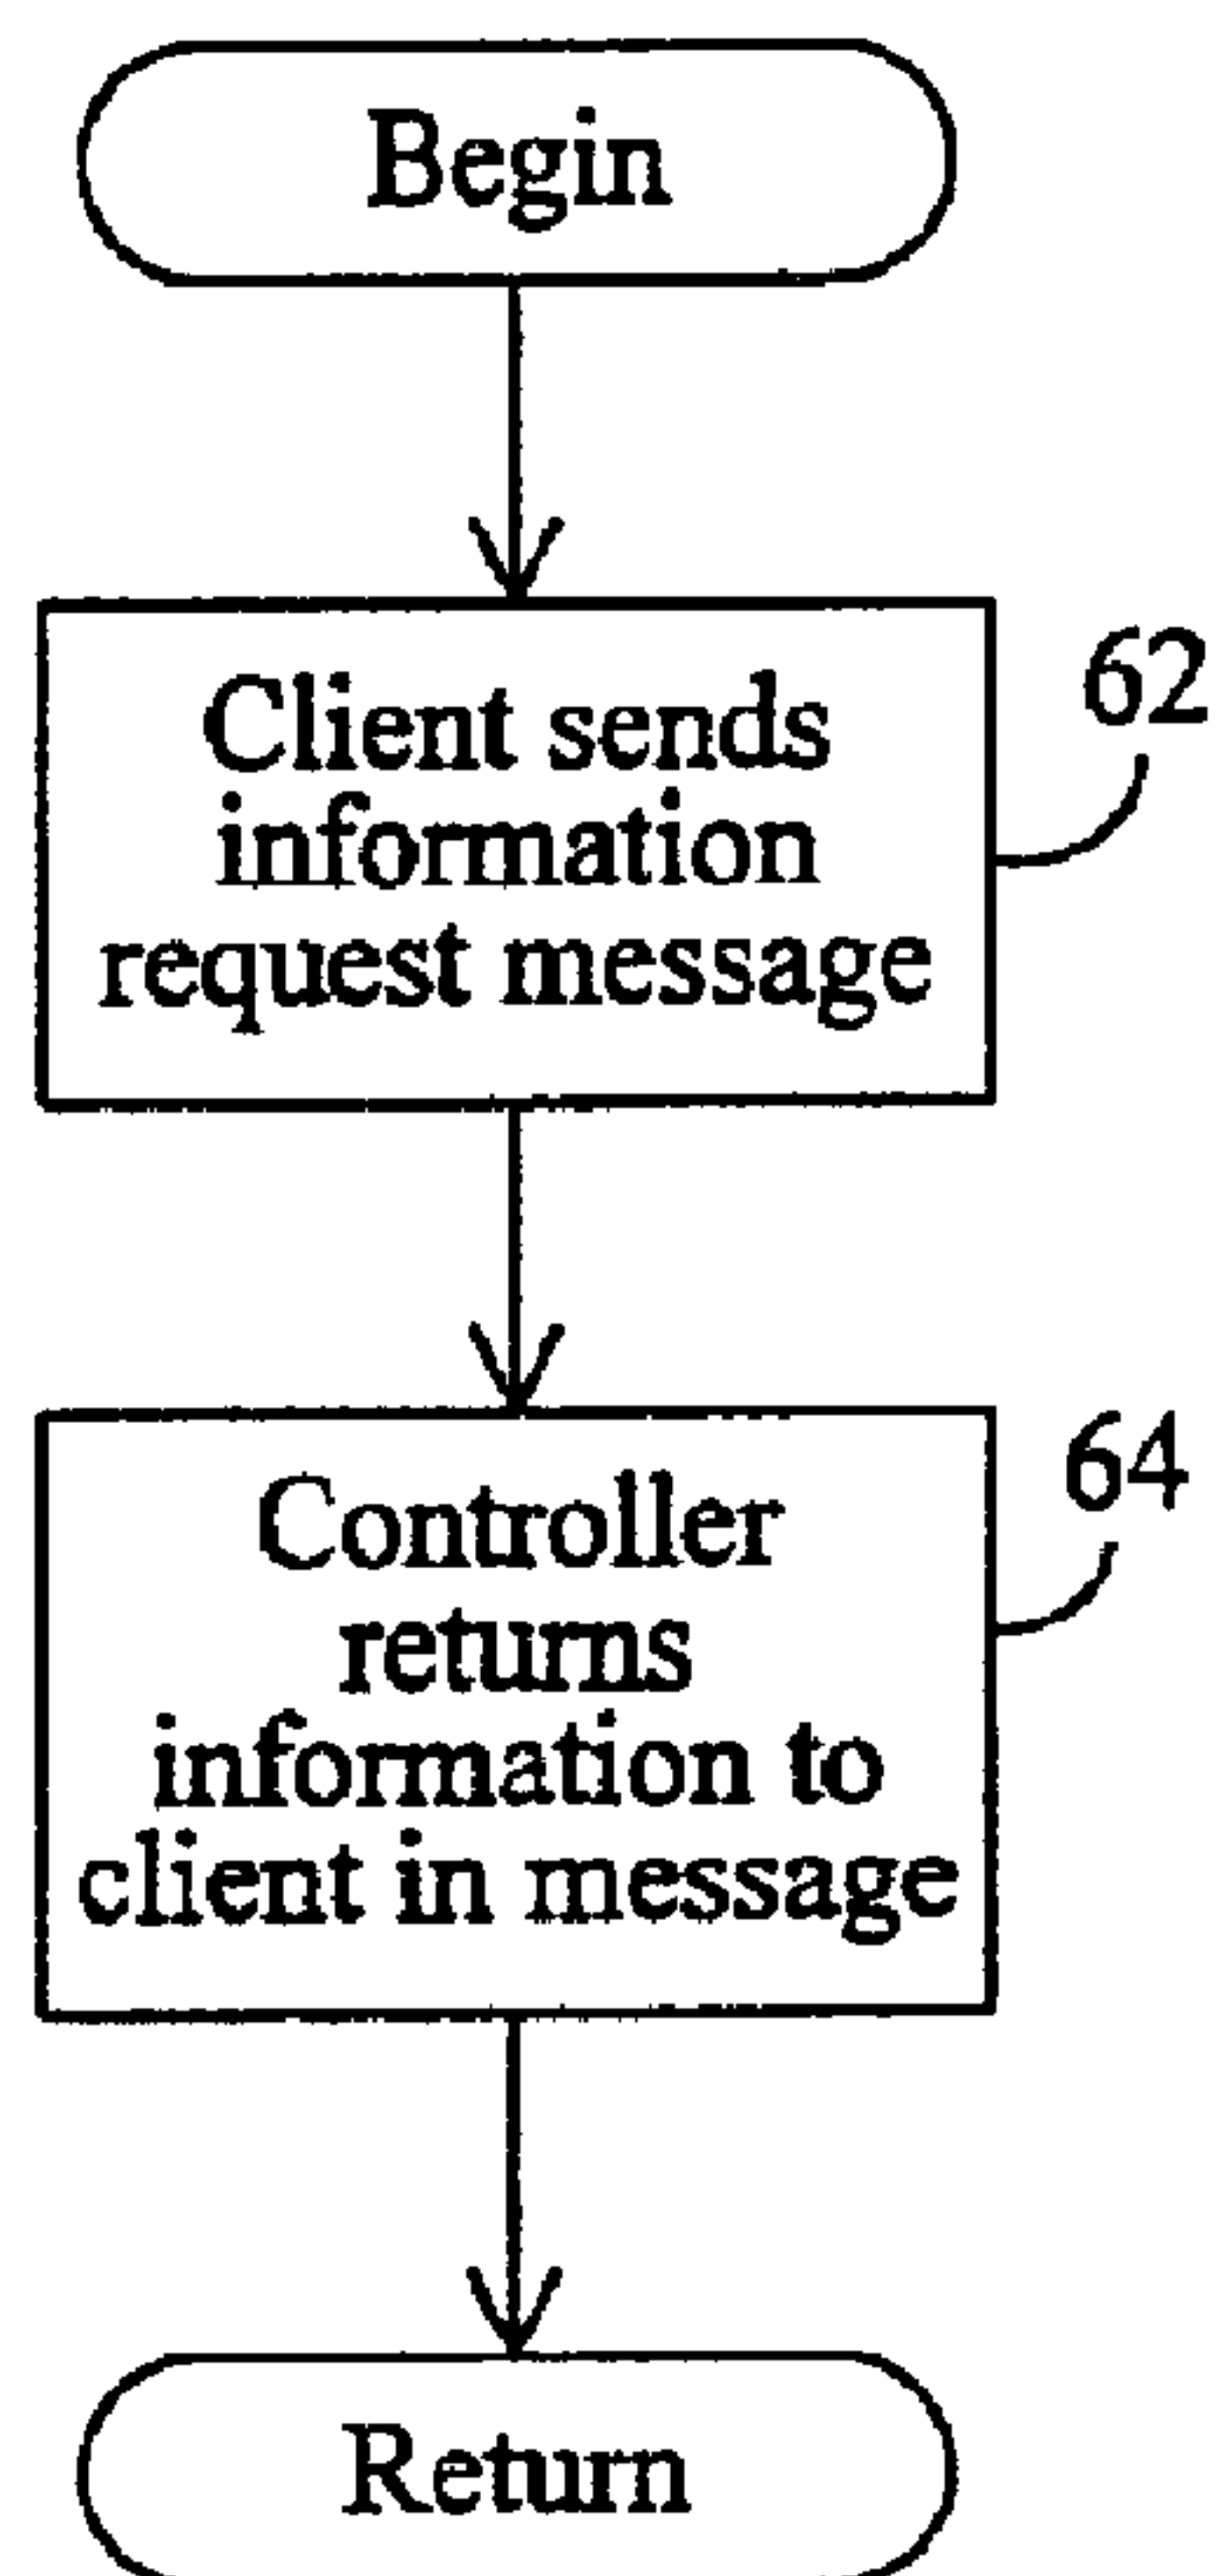 Begin
Client sends
information
request message
62
Controller
returns
information to
client in message
64
Return